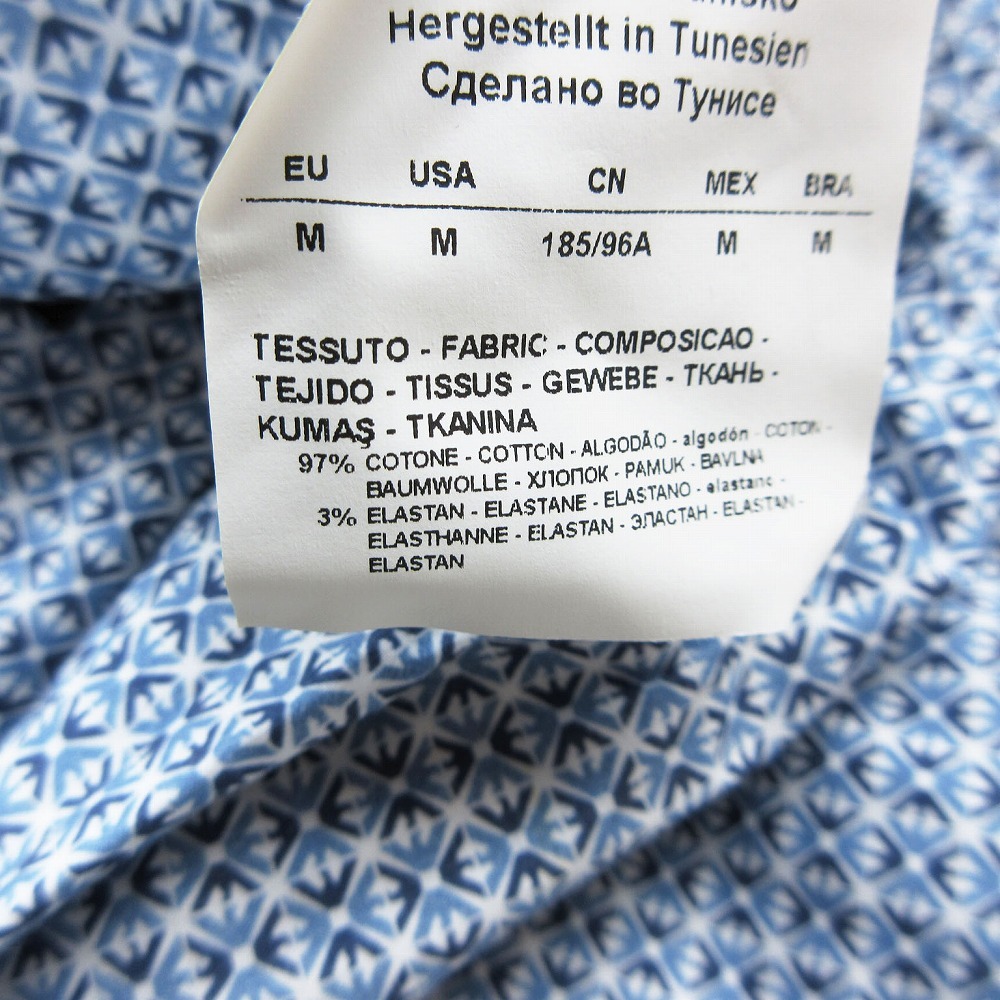 Hergestellt in Tunesien
Сделано во Тунисе
EU USA CN MEX BRA
M M 185/96A M M
TESSUTO - FABRIC - COMPOSICAO -
TEJIDO - TISSUS - GEWEBE - ТКАНЬ -
KUMAŞ - TKANINA
97% COTONE - COTTON - ALGODÃO - algodón - COTON -
BAUMWOLLE - ХЛОПОК - PAMUK - BAVLNA
3% ELASTAN - ELASTANE - ELASTANO - elastano -
ELASTHANNE - ELASTAN - ЭЛАСТАН - ELASTAN -
ELASTAN